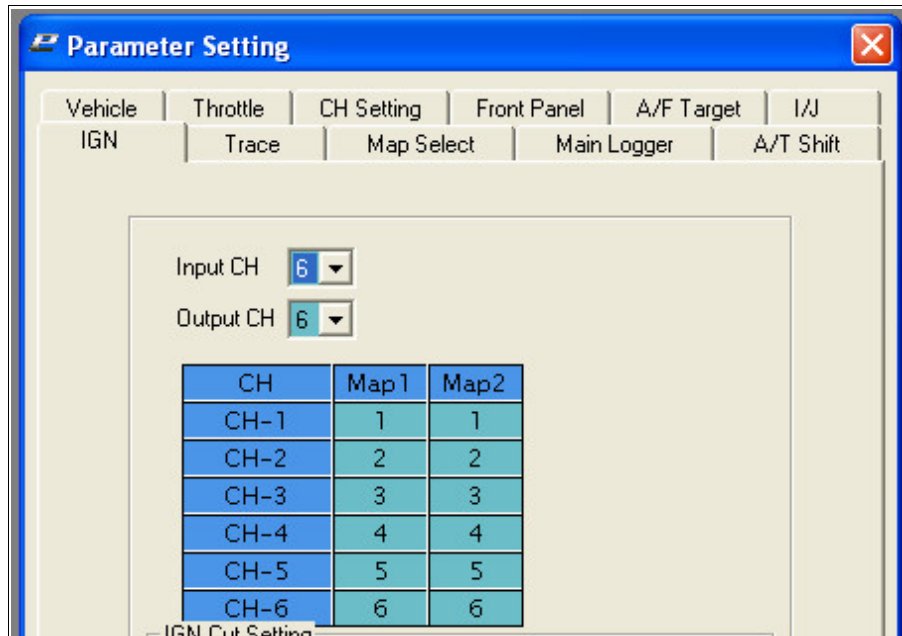 Parameter Setting
Vehicle Throttle CH Setting Front Panel A/F Target I/J
IGN Trace Map Select Main Logger A/T Shift
Input CH 6
Output CH 6
CH Map1 Map2
CH-1 1 1
CH-2 2 2
CH-3 3 3
CH-4 4 4
CH-5 5 5
CH-6 6 6
IGN Cut Setting